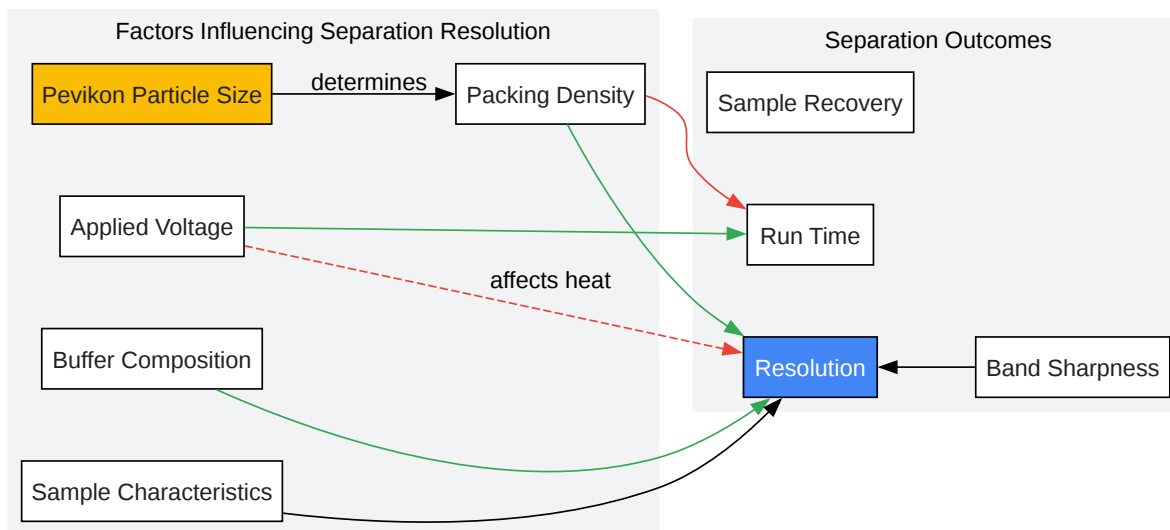 Factors Influencing Separation Resolution
Pevikon Particle Size
determines
Packing Density
Applied Voltage
affects heat
Buffer Composition
Sample Characteristics
Separation Outcomes
Sample Recovery
Run Time
Resolution
Band Sharpness